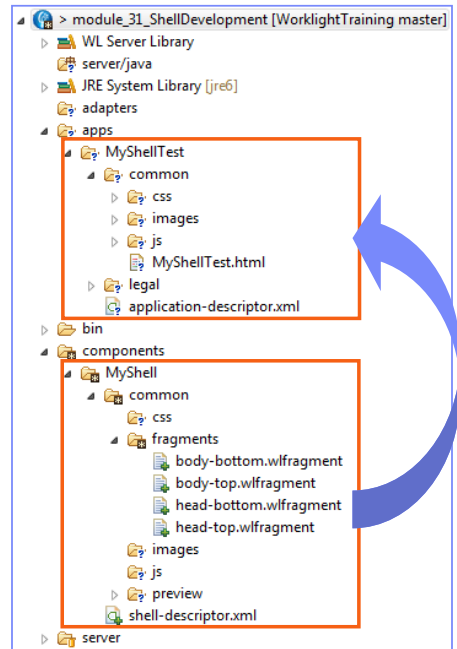 > module_31_ShellDevelopment [WorklightTraining master]
WL Server Library
server/java
JRE System Library [jre6]
adapters
apps
MyShellTest
common
css
images
js
MyShellTest.html
legal
application-descriptor.xml
bin
components
MyShell
common
css
fragments
body-bottom.wlfragment
body-top.wlfragment
head-bottom.wlfragment
head-top.wlfragment
images
js
preview
shell-descriptor.xml
server